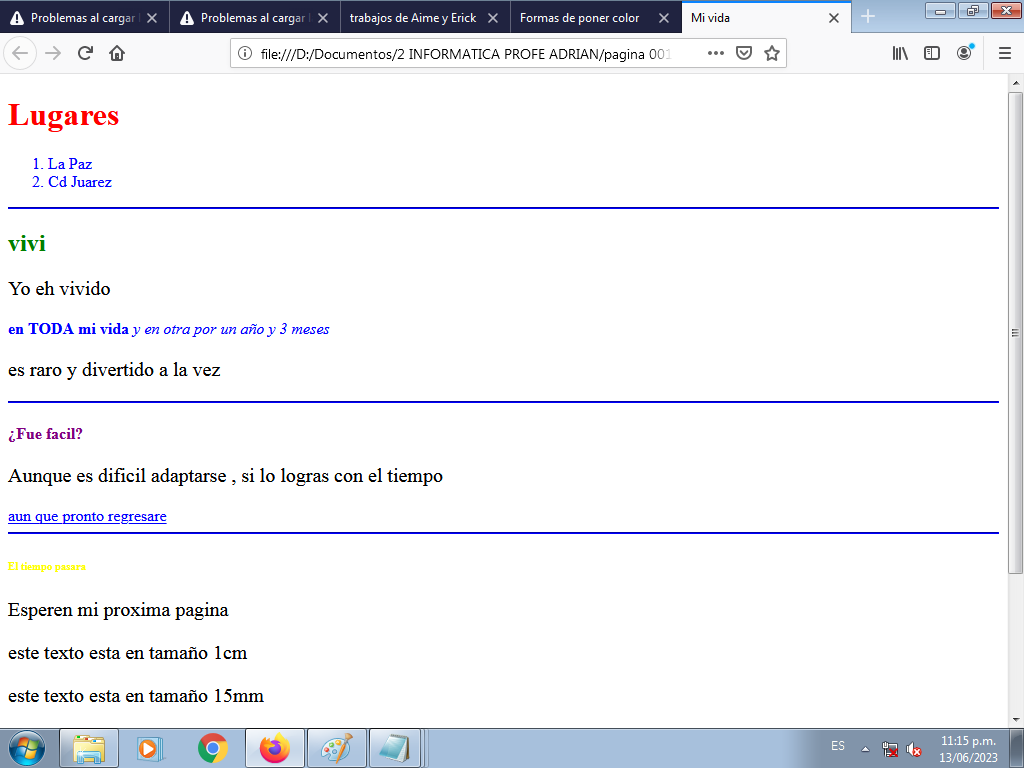 Problemas al cargar
Problemas al cargar
trabajos de Aime y Erick
Formas de poner color
Mi vida
file:///D:/Documentos/2 INFORMATICA PROFE ADRIAN/pagina 001
Lugares
1. La Paz
2. Cd Juarez
vivi
Yo eh vivido
en TODA mi vida y en otra por un año y 3 meses
es raro y divertido a la vez
¿Fue facil?
Aunque es dificil adaptarse , si lo logras con el tiempo
aun que pronto regresare
El tiempo pasara
Esperen mi proxima pagina
este texto esta en tamaño 1cm
este texto esta en tamaño 15mm
ES
11:15 p.m.
13/06/2023